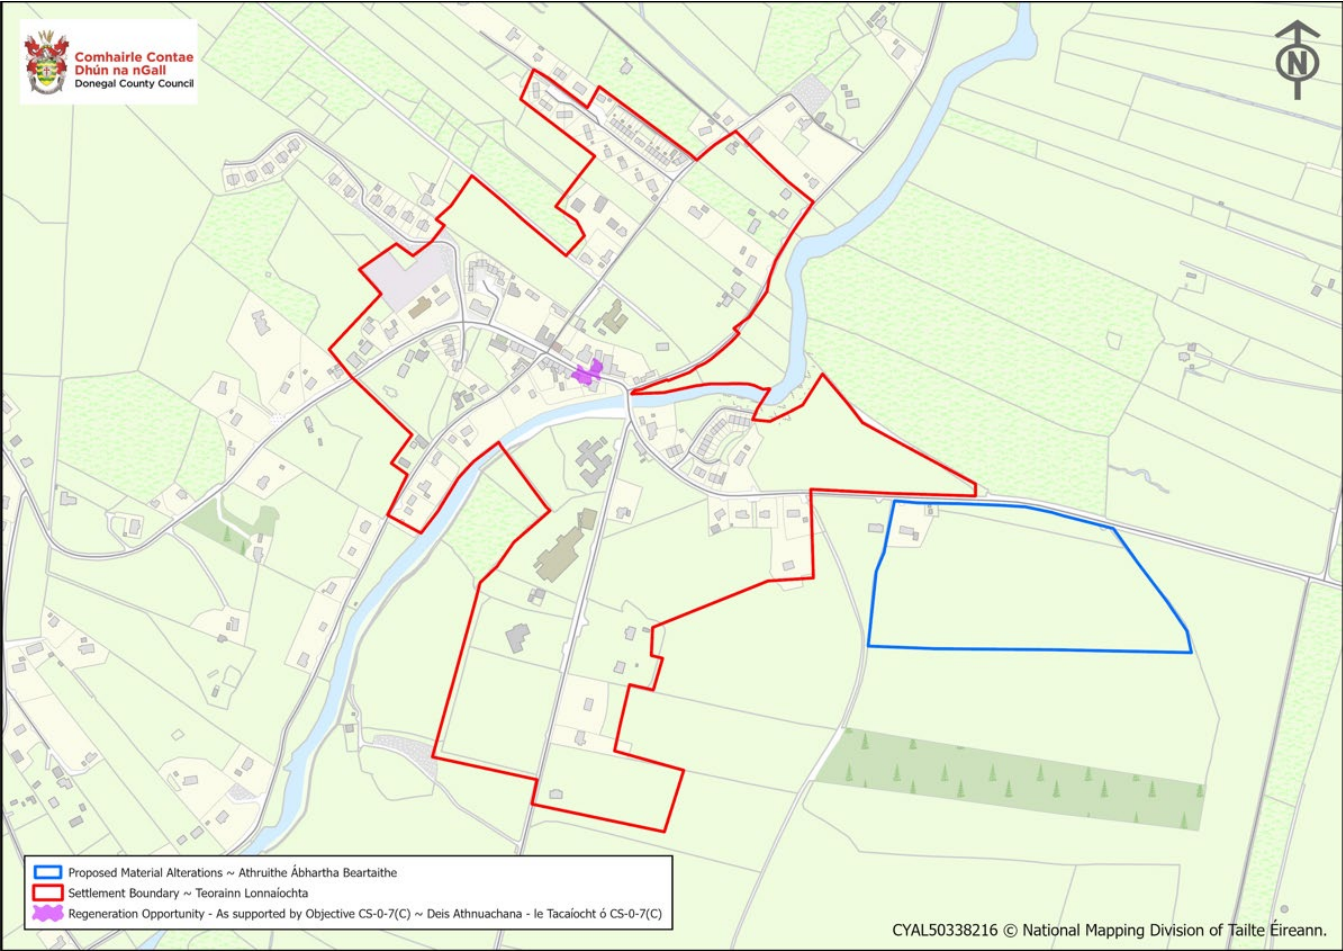 Comhairle Contae
Dhún na nGall
Donegal County Council
N
Proposed Material Alterations ~ Athruithe Ábhartha Beartaithe
Settlement Boundary ~ Teorainn Lonnaíochta
Regeneration Opportunity - As supported by Objective CS-0-7(C) ~ Deis Athnuachana - le Tacaíocht ó CS-0-7(C)
CYAL50338216 © National Mapping Division of Tailte Éireann.